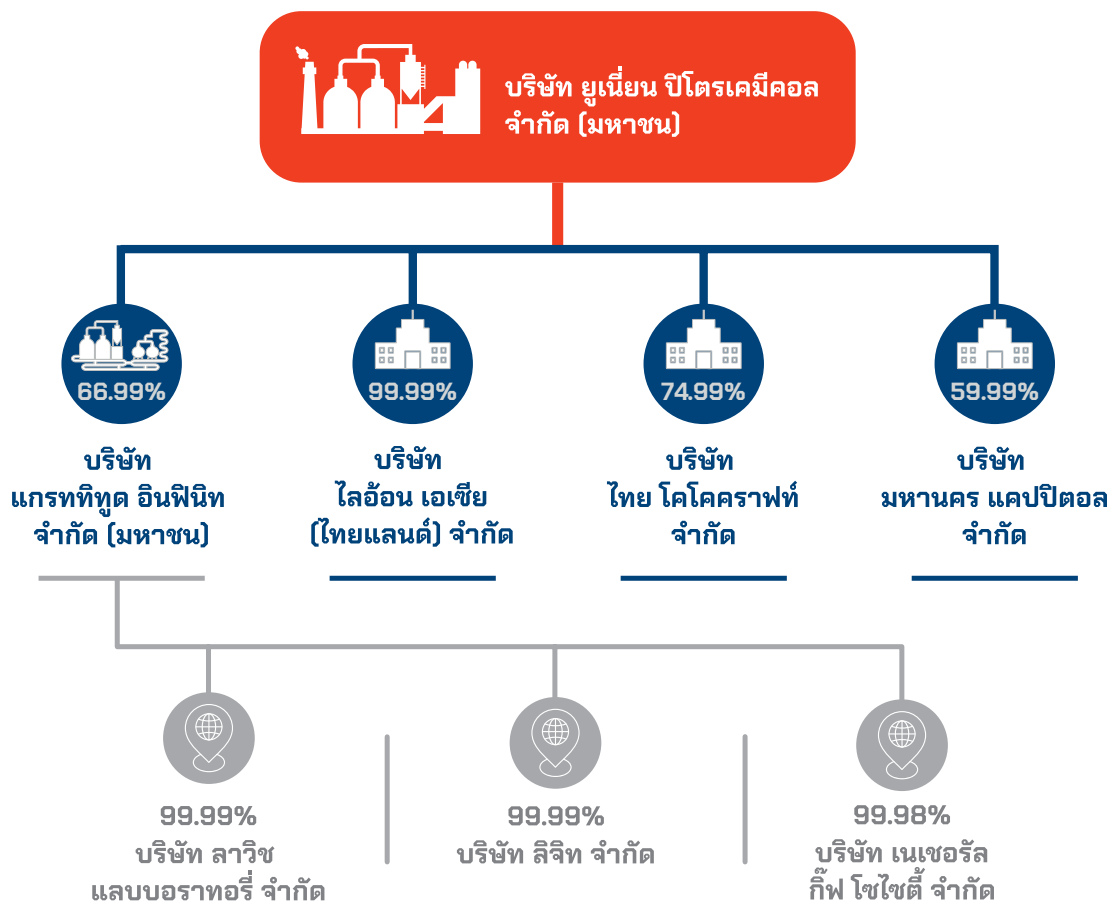 บริษัท ยูเนี่ยน ปิโตรเคมีคอล
จำกัด (มหาชน)
66.99%
บริษัท
แกรททิทูด อินฟินิท
จำกัด (มหาชน)
99.99%
บริษัท
ไลอ้อน เอเซีย
(ไทยแลนด์) จำกัด
74.99%
บริษัท
ไทย โคโคคราฟท์
จำกัด
59.99%
บริษัท
มหานคร แคปปิตอล
จำกัด
99.99%
บริษัท ลาวิช
แลบบอราทอรี่ จำกัด
99.99%
บริษัท ลิจิท จำกัด
99.98%
บริษัท เนเชอรัล
กิ๊ฟ โซไซตี้ จำกัด